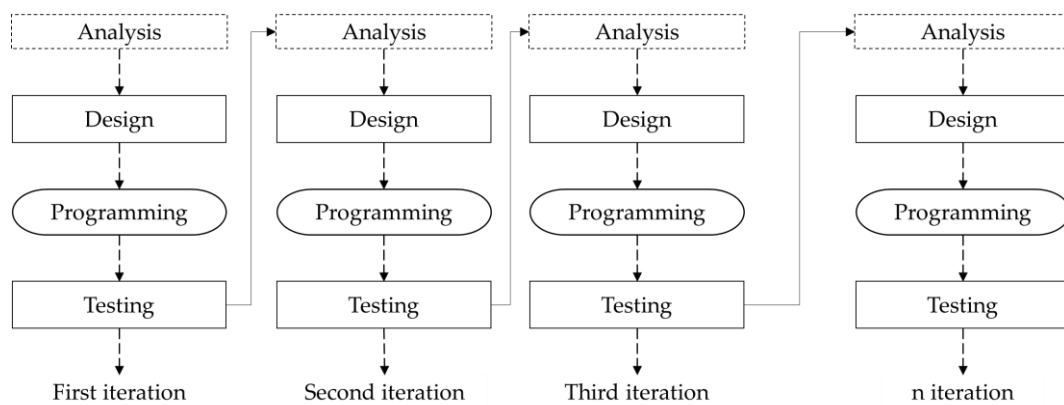 Analysis
Analysis
Analysis
Analysis
Design
Design
Design
Design
Programming
Programming
Programming
Programming
Testing
Testing
Testing
Testing
First iteration
Second iteration
Third iteration
n iteration